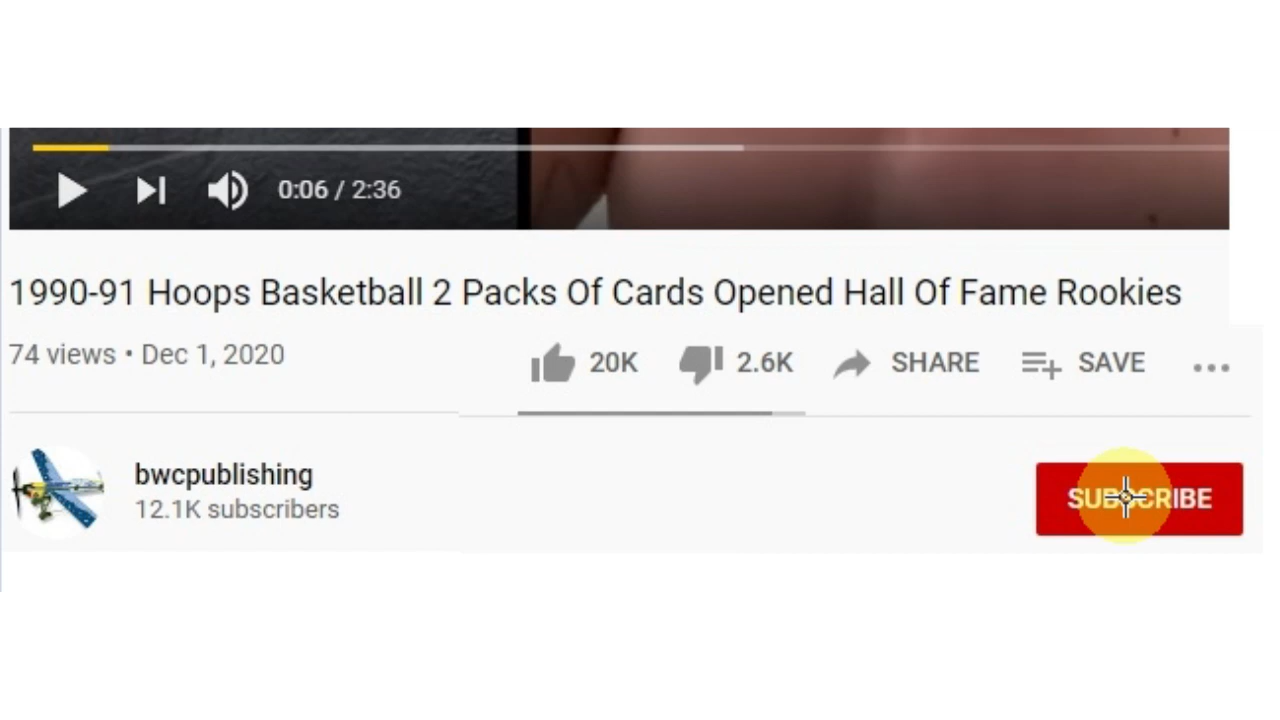 0:06 / 2:36
1990-91 Hoops Basketball 2 Packs Of Cards Opened Hall Of Fame Rookies
74 views • Dec 1, 2020
20K 2.6K SHARE SAVE
bwcpublishing
12.1K subscribers
SUBSCRIBE